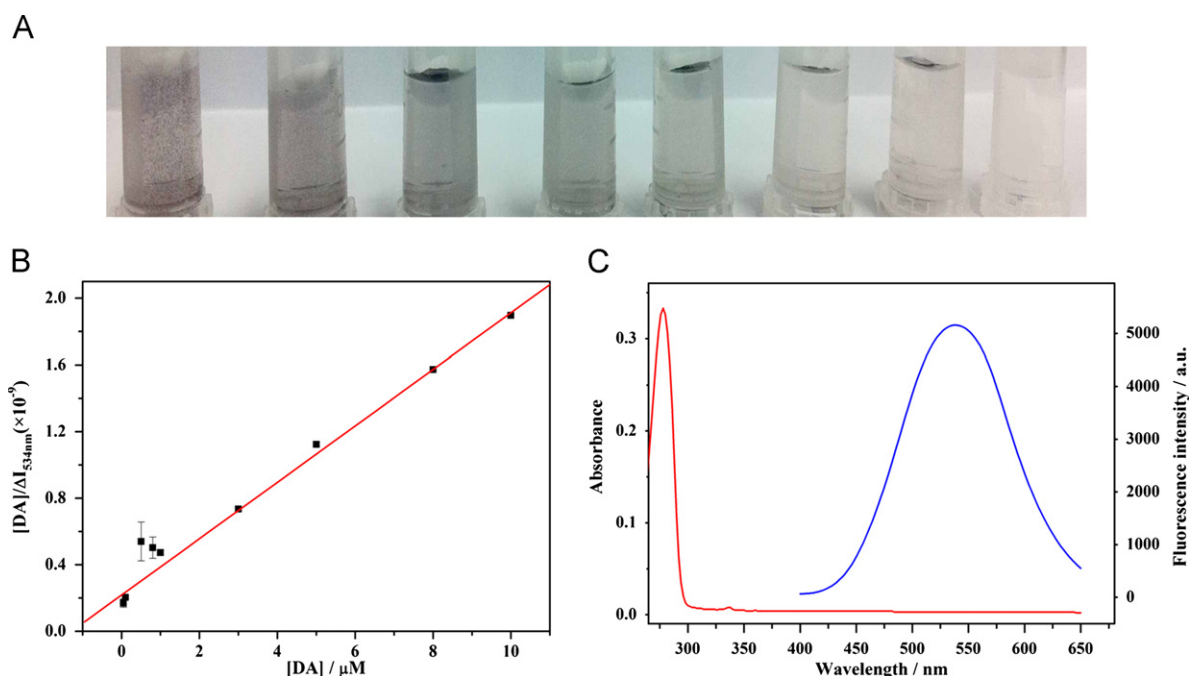 A
B
2.0
1.6
1.2
0.8
0.4
0.0
[DA]/ΔI534nm(×10-9)
0 2 4 6 8 10
[DA] / μM
C
0.3
0.2
0.1
0.0
Absorbance
5000
4000
3000
2000
1000
0
Fluorescence intensity / a.u.
300 350 400 450 500 550 600 650
Wavelength / nm